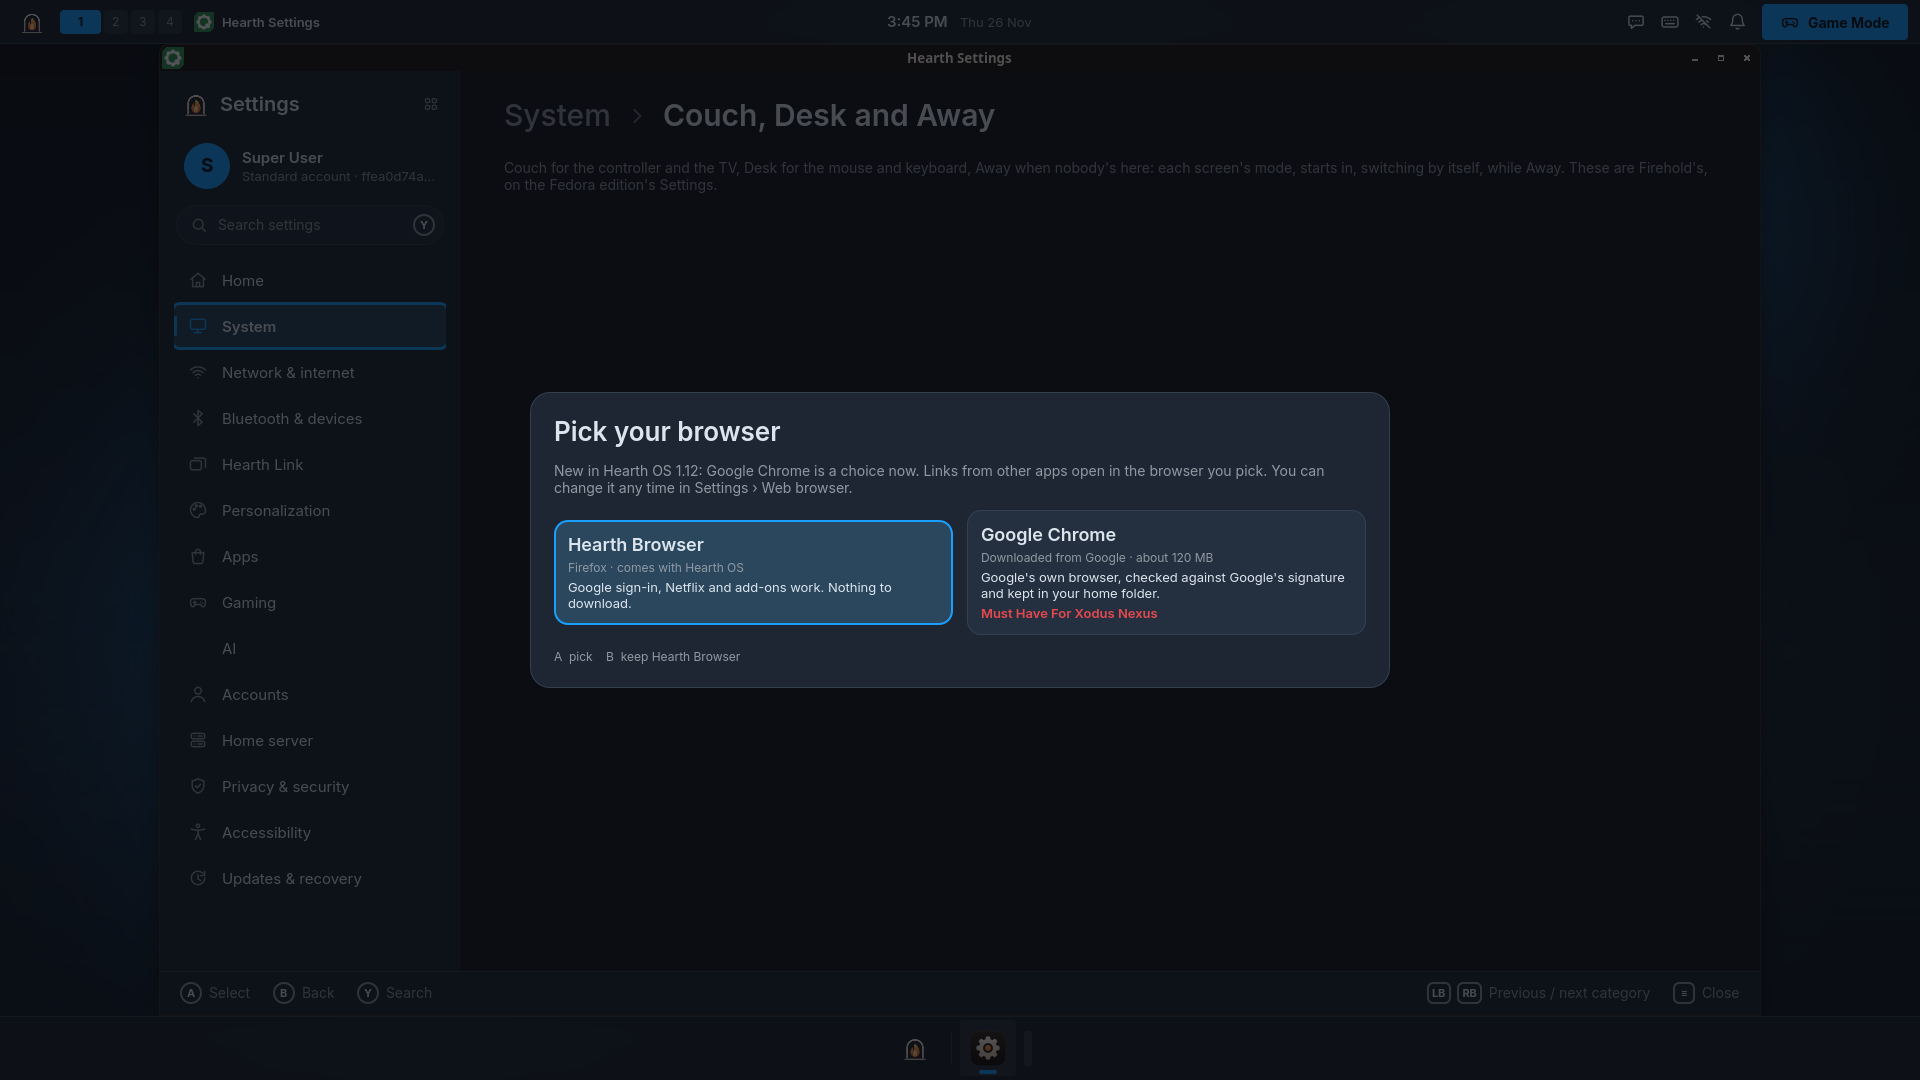 1 2 3 4 Hearth Settings
3:45 PM Thu 26 Nov
Game Mode
Hearth Settings
Settings
S
Super User
Standard account · ffea0d74a...
Search settings Y
Home
System
Network & internet
Bluetooth & devices
Hearth Link
Personalization
Apps
Gaming
AI
Accounts
Home server
Privacy & security
Accessibility
Updates & recovery
System › Couch, Desk and Away
Couch for the controller and the TV, Desk for the mouse and keyboard, Away when nobody's here: each screen's mode, starts in, switching by itself, while Away. These are Firehold's,
on the Fedora edition's Settings.
Pick your browser
New in Hearth OS 1.12: Google Chrome is a choice now. Links from other apps open in the browser you pick. You can
change it any time in Settings › Web browser.
Hearth Browser
Firefox · comes with Hearth OS
Google sign-in, Netflix and add-ons work. Nothing to
download.
Google Chrome
Downloaded from Google · about 120 MB
Google's own browser, checked against Google's signature
and kept in your home folder.
Must Have For Xodus Nexus
A pick B keep Hearth Browser
A Select B Back Y Search
LB RB Previous / next category ≡ Close